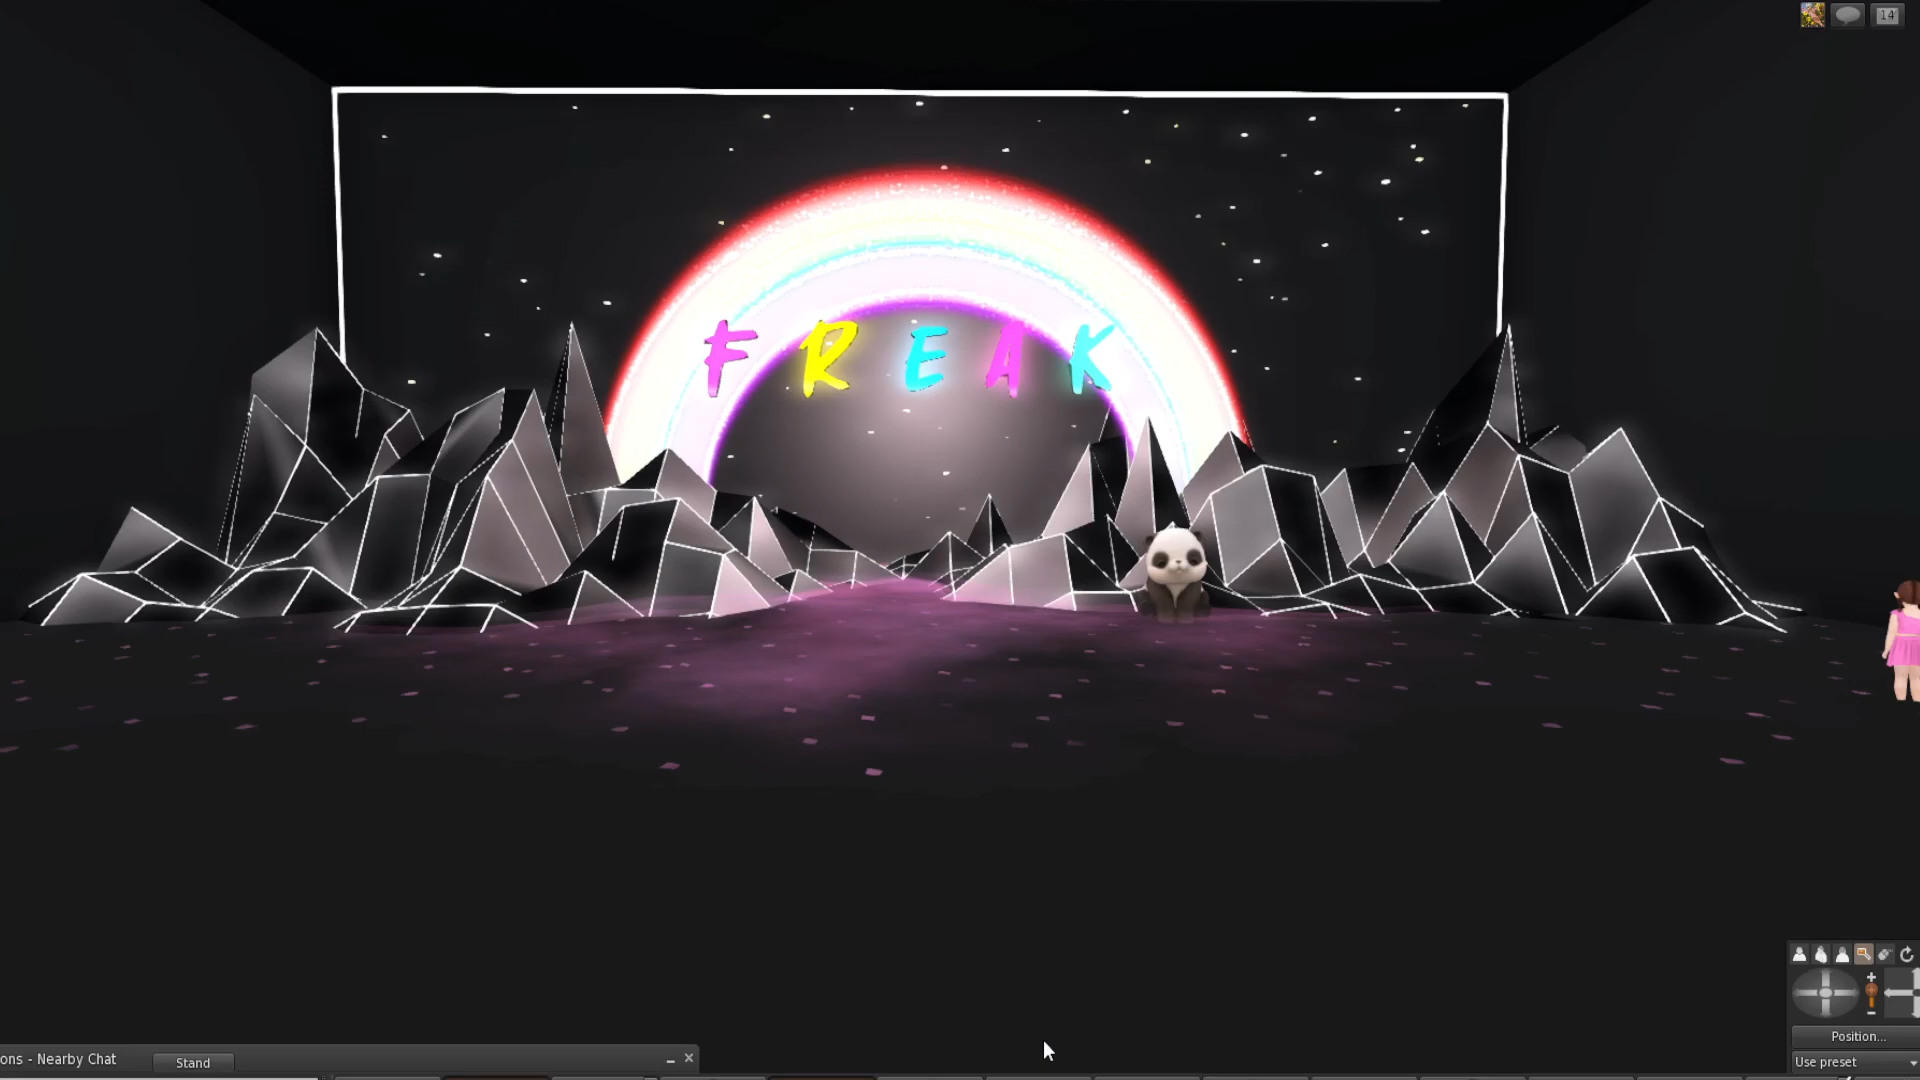 14
FREAK
Position...
Use preset
ons - Nearby Chat
Stand